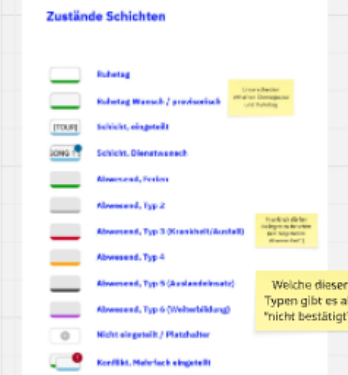 Zustände Schichten
Ruhetag
Ruhetag Wunsch / provisorisch
[TOUR]
Schicht, eingeteilt
Schicht, Dienstwunsch
Abwesend, Ferien
Abwesend, Typ 2
Abwesend, Typ 3 (Krankheit/Ausfall)
Abwesend, Typ 4
Abwesend, Typ 5 (Auslandeinsatz)
Abwesend, Typ 6 (Weiterbildung)
Nicht eingeteilt / Platzhalter
Konflikt, Mehrfach eingeteilt
Welche dieser
Typen gibt es al
"nicht bestätigt